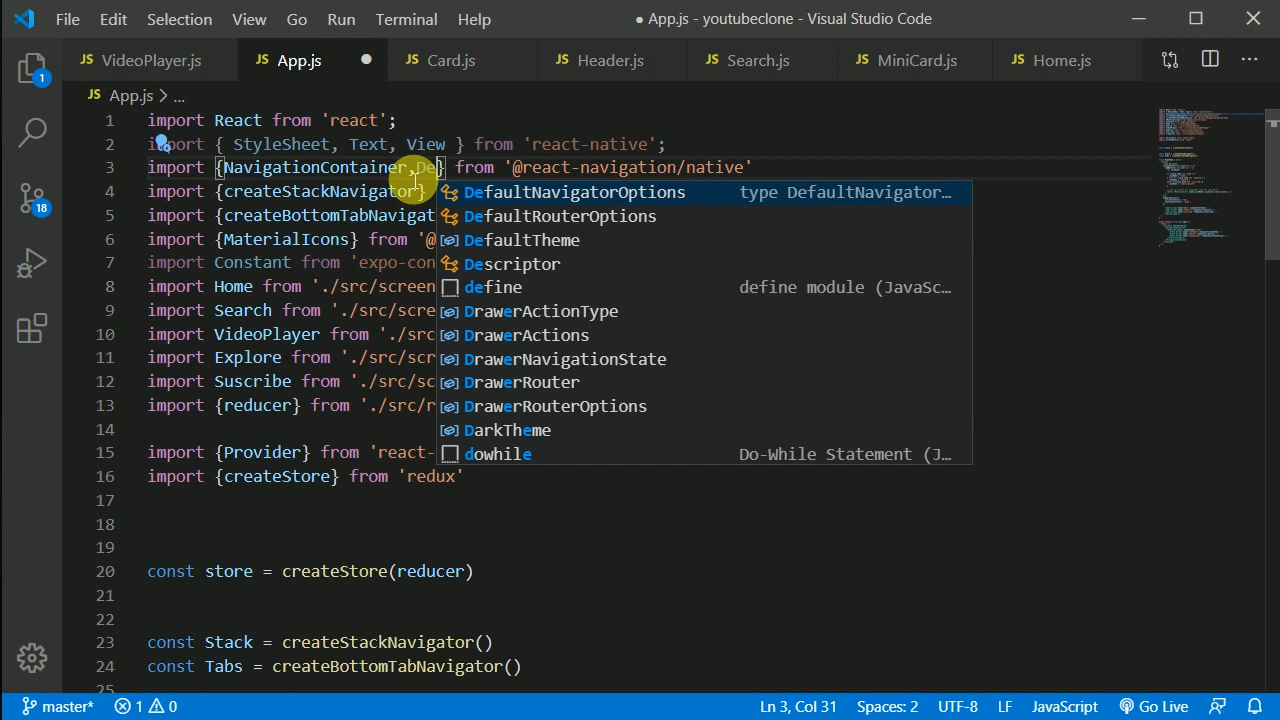 File Edit Selection View Go Run Terminal Help ● App.js - youtubeclone - Visual Studio Code
JS VideoPlayer.js JS App.js JS Card.js JS Header.js JS Search.js JS MiniCard.js JS Home.js
1
JS App.js > ...
1 import React from 'react';
2 import { StyleSheet, Text, View } from 'react-native';
3 import {NavigationContainer,De} from '@react-navigation/native'
4 import {createStackNavigator} DefaultNavigatorOptions type DefaultNavigator…
18
5 import {createBottomTabNavigat DefaultRouterOptions
6 import {MaterialIcons} from '@ DefaultTheme
7 import Constant from 'expo-con Descriptor
8 import Home from './src/screen define define module (JavaSc…
9 import Search from './src/scre DrawerActionType
10 import VideoPlayer from './src DrawerActions
11 import Explore from './src/scr DrawerNavigationState
12 import Suscribe from './src/sc DrawerRouter
13 import {reducer} from './src/r DrawerRouterOptions
14 DarkTheme
15 import {Provider} from 'react- dowhile Do-While Statement (J…
16 import {createStore} from 'redux'
17
18
19
20 const store = createStore(reducer)
21
22
23 const Stack = createStackNavigator()
24 const Tabs = createBottomTabNavigator()
25
master* 1 0 Ln 3, Col 31 Spaces: 2 UTF-8 LF JavaScript Go Live